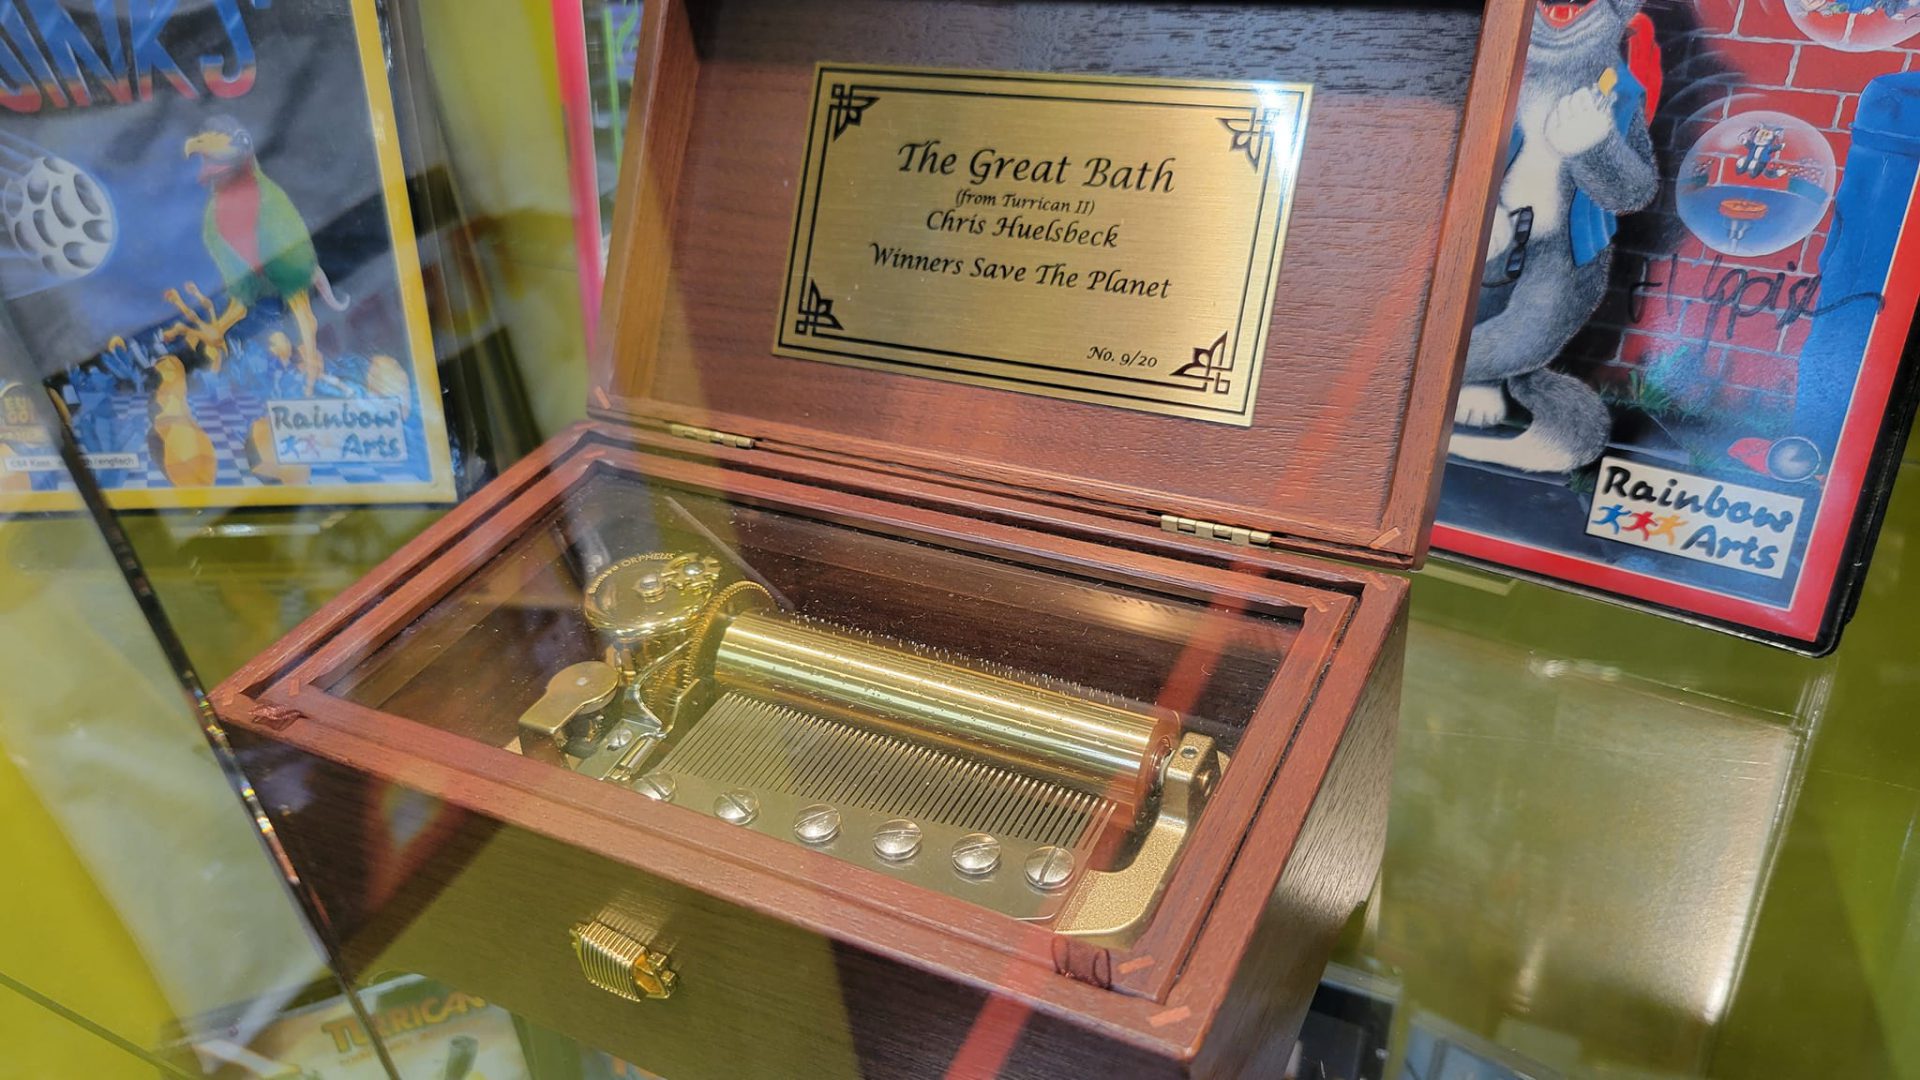 The Great Bath
(from Turrican II)
Chris Huelsbeck
Winners Save The Planet
No. 9/20
ORPHEUS
Rainbow
Arts
Rainbow
Arts
TURRICAN